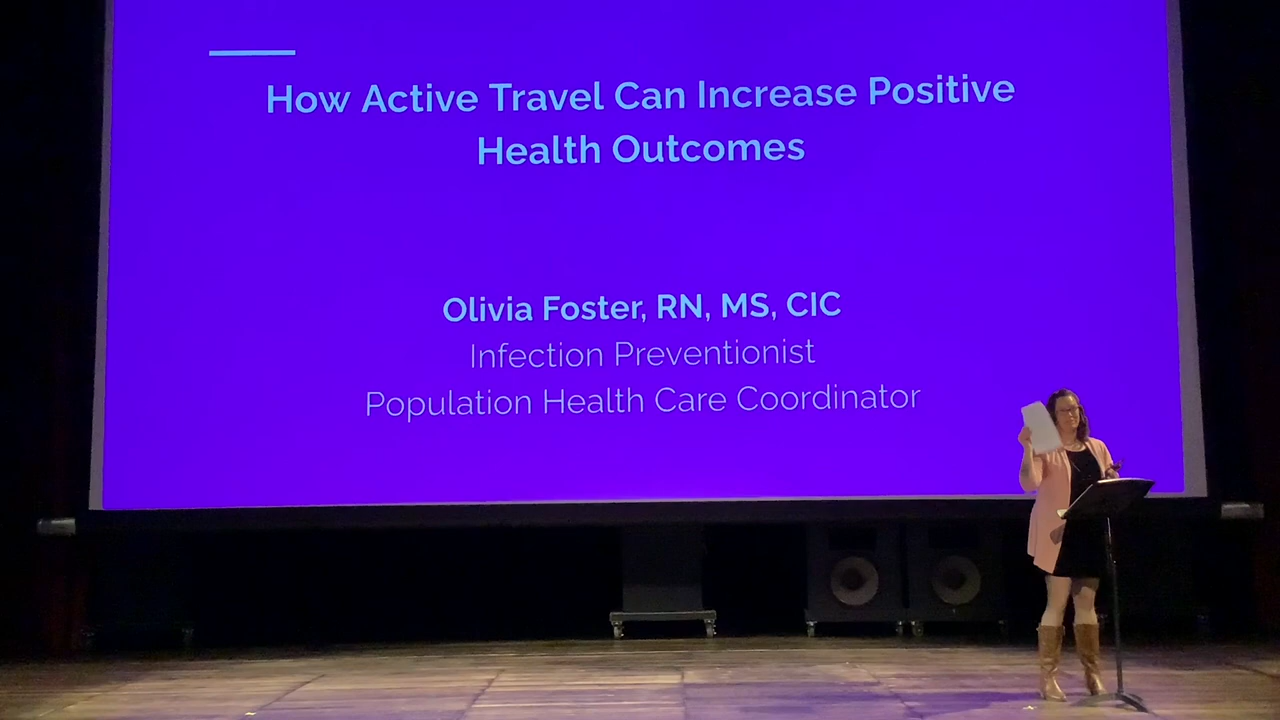 How Active Travel Can Increase Positive
Health Outcomes
Olivia Foster, RN, MS, CIC
Infection Preventionist
Population Health Care Coordinator